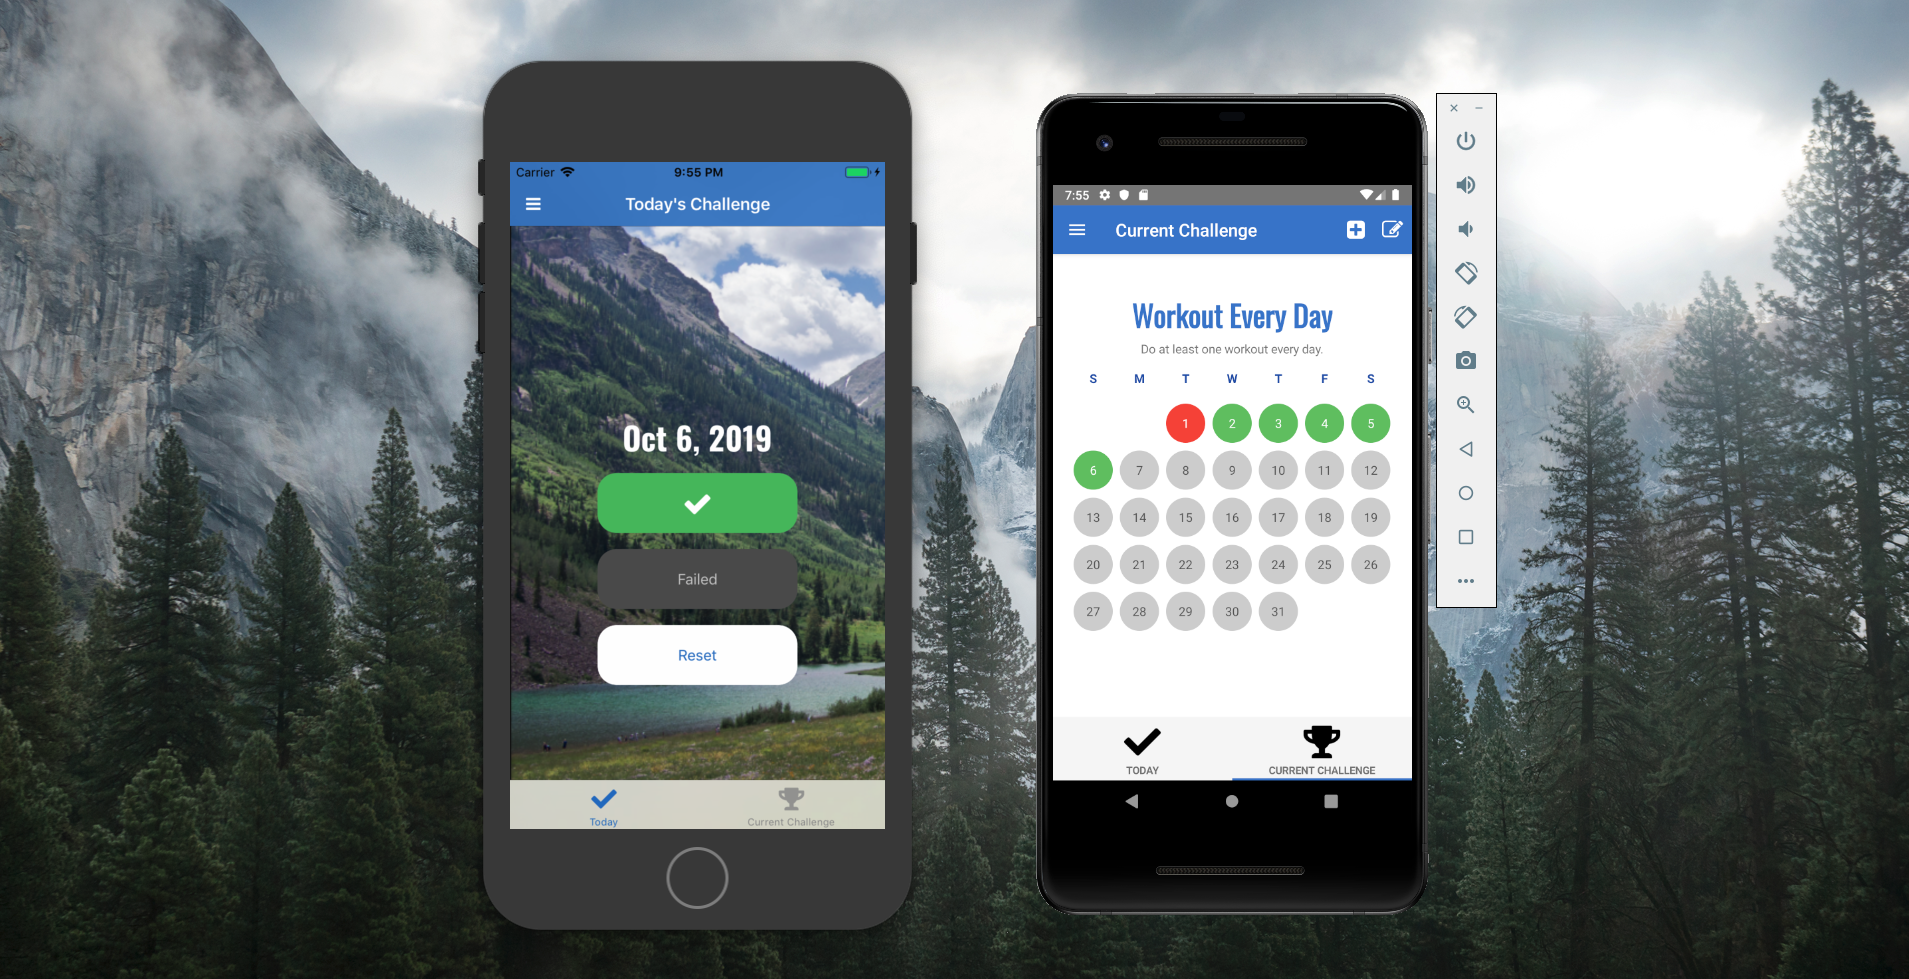 Carrier 9:55 PM
Today's Challenge
Oct 6, 2019
Failed
Reset
Today Current Challenge
7:55
Current Challenge
Workout Every Day
Do at least one workout every day.
S M T W T F S
1 2 3 4 5
6 7 8 9 10 11 12
13 14 15 16 17 18 19
20 21 22 23 24 25 26
27 28 29 30 31
TODAY CURRENT CHALLENGE